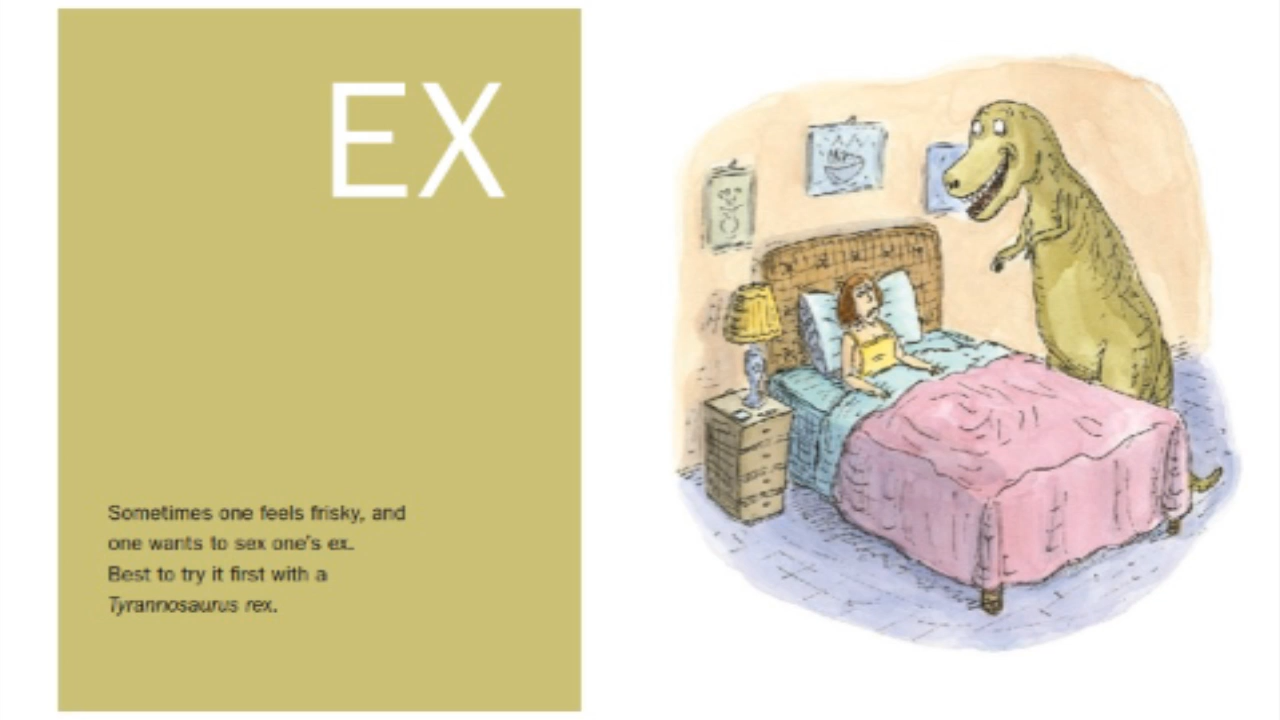 EX
Sometimes one feels frisky, and
one wants to sex one's ex.
Best to try it first with a
Tyrannosaurus rex.